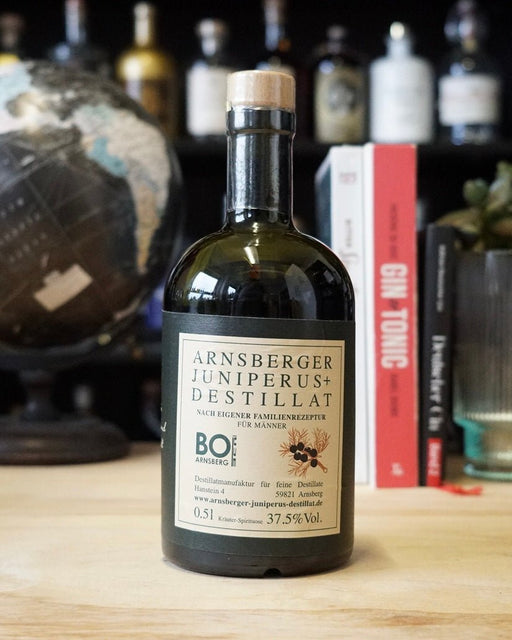 ARNSBERGER
JUNIPERUS+
DESTILLAT
NACH EIGENER FAMILIENREZEPTUR
FÜR MÄNNER
BO
ARNSBERG
Destillatmanufaktur für feine Destillate
Hanstein 4 59821 Arnsberg
www.arnsberger-juniperus-destillat.de
0.5l Kräuter-Spirituose 37.5%Vol.
GIN & TONIC